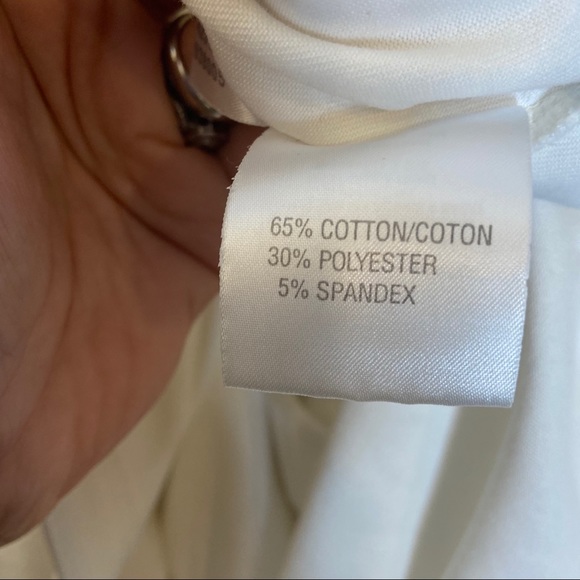 65% COTTON/COTON
30% POLYESTER
5% SPANDEX